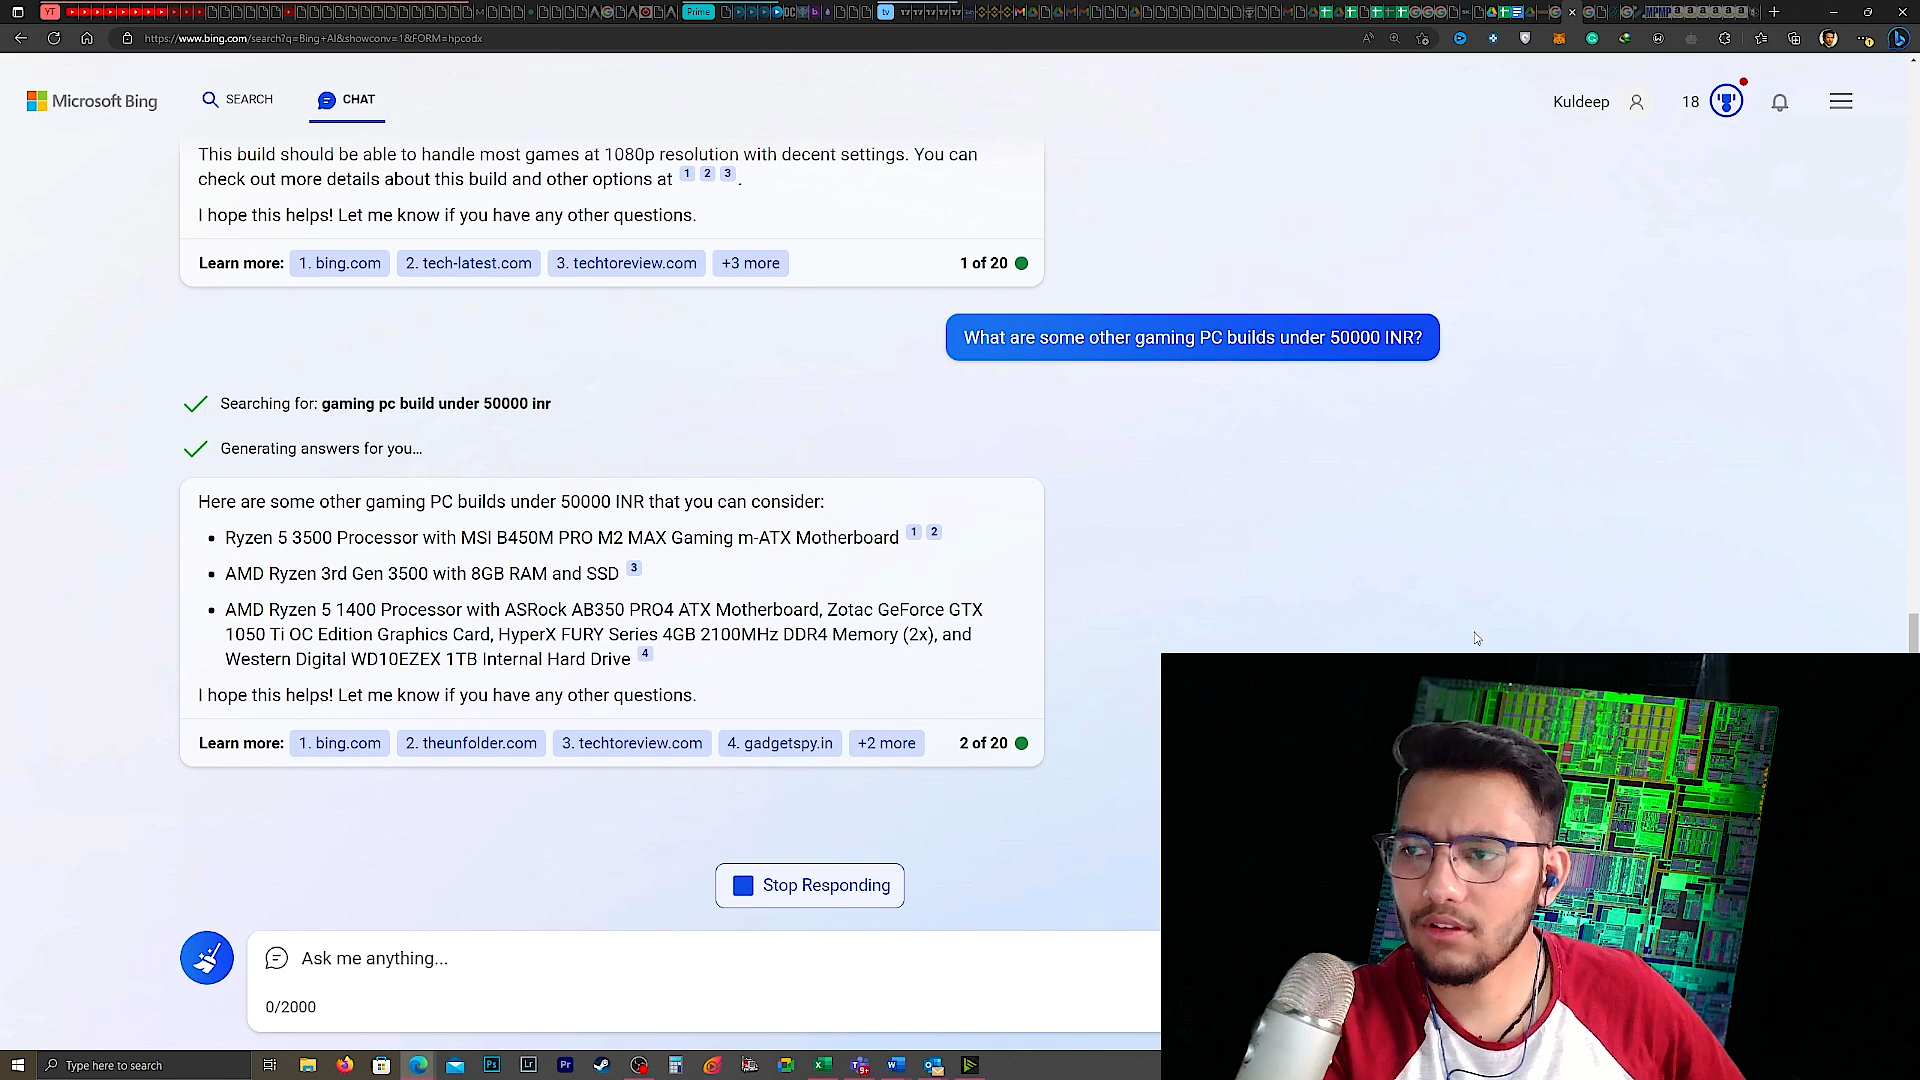 YT
Prime
tv
https://www.bing.com/search?q=Bing+AI&showconv=1&FORM=hpcodx
Microsoft Bing
SEARCH
CHAT
Kuldeep
18
This build should be able to handle most games at 1080p resolution with decent settings. You can
check out more details about this build and other options at 1 2 3 .
I hope this helps! Let me know if you have any other questions.
Learn more: 1. bing.com 2. tech-latest.com 3. techtoreview.com +3 more 1 of 20
What are some other gaming PC builds under 50000 INR?
Searching for: gaming pc build under 50000 inr
Generating answers for you...
Here are some other gaming PC builds under 50000 INR that you can consider:
• Ryzen 5 3500 Processor with MSI B450M PRO M2 MAX Gaming m-ATX Motherboard 1 2
• AMD Ryzen 3rd Gen 3500 with 8GB RAM and SSD 3
• AMD Ryzen 5 1400 Processor with ASRock AB350 PRO4 ATX Motherboard, Zotac GeForce GTX
1050 Ti OC Edition Graphics Card, HyperX FURY Series 4GB 2100MHz DDR4 Memory (2x), and
Western Digital WD10EZEX 1TB Internal Hard Drive 4
I hope this helps! Let me know if you have any other questions.
Learn more: 1. bing.com 2. theunfolder.com 3. techtoreview.com 4. gadgetspy.in +2 more 2 of 20
Stop Responding
Ask me anything...
0/2000
Type here to search
Ps
Lr
Pr